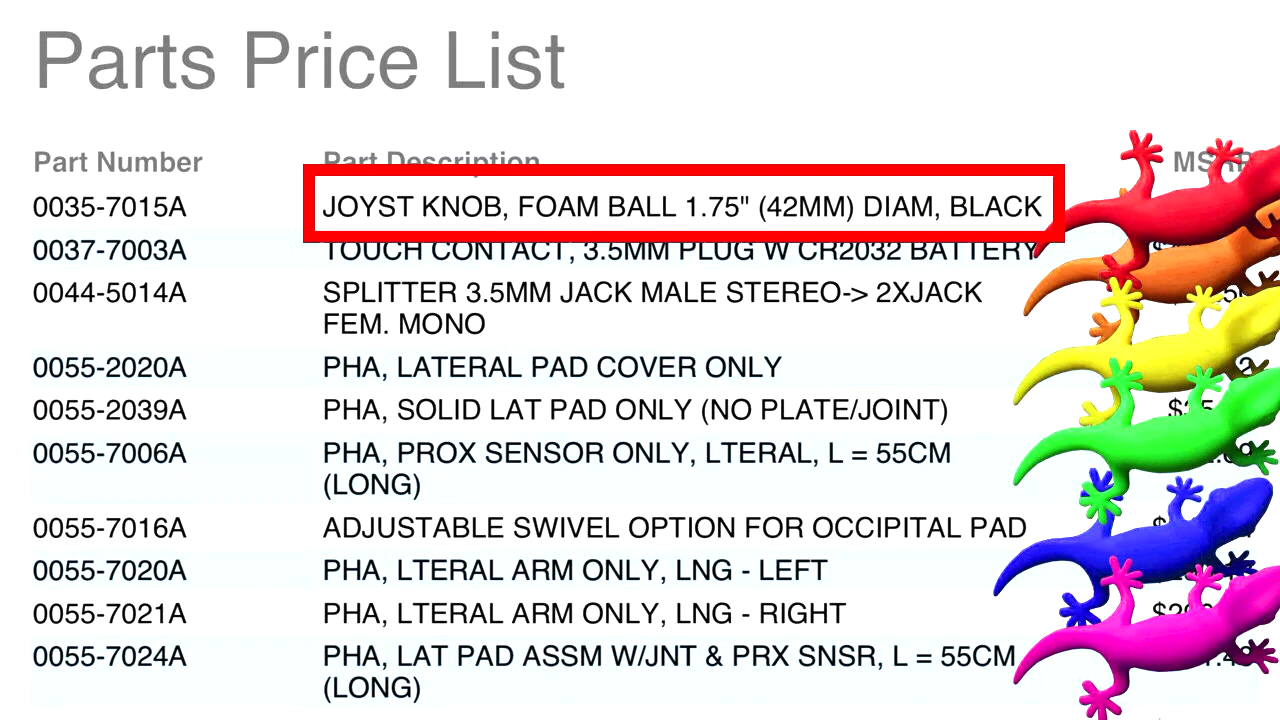 Parts Price List
Part Number Part Description
0035-7015A JOYST KNOB, FOAM BALL 1.75" (42MM) DIAM, BLACK
0037-7003A TOUCH CONTACT, 3.5MM PLUG W CR2032 BATTERY
0044-5014A SPLITTER 3.5MM JACK MALE STEREO-> 2XJACK
FEM. MONO
0055-2020A PHA, LATERAL PAD COVER ONLY
0055-2039A PHA, SOLID LAT PAD ONLY (NO PLATE/JOINT)
0055-7006A PHA, PROX SENSOR ONLY, LTERAL, L = 55CM
(LONG)
0055-7016A ADJUSTABLE SWIVEL OPTION FOR OCCIPITAL PAD
0055-7020A PHA, LTERAL ARM ONLY, LNG - LEFT
0055-7021A PHA, LTERAL ARM ONLY, LNG - RIGHT
0055-7024A PHA, LAT PAD ASSM W/JNT & PRX SNSR, L = 55CM
(LONG)